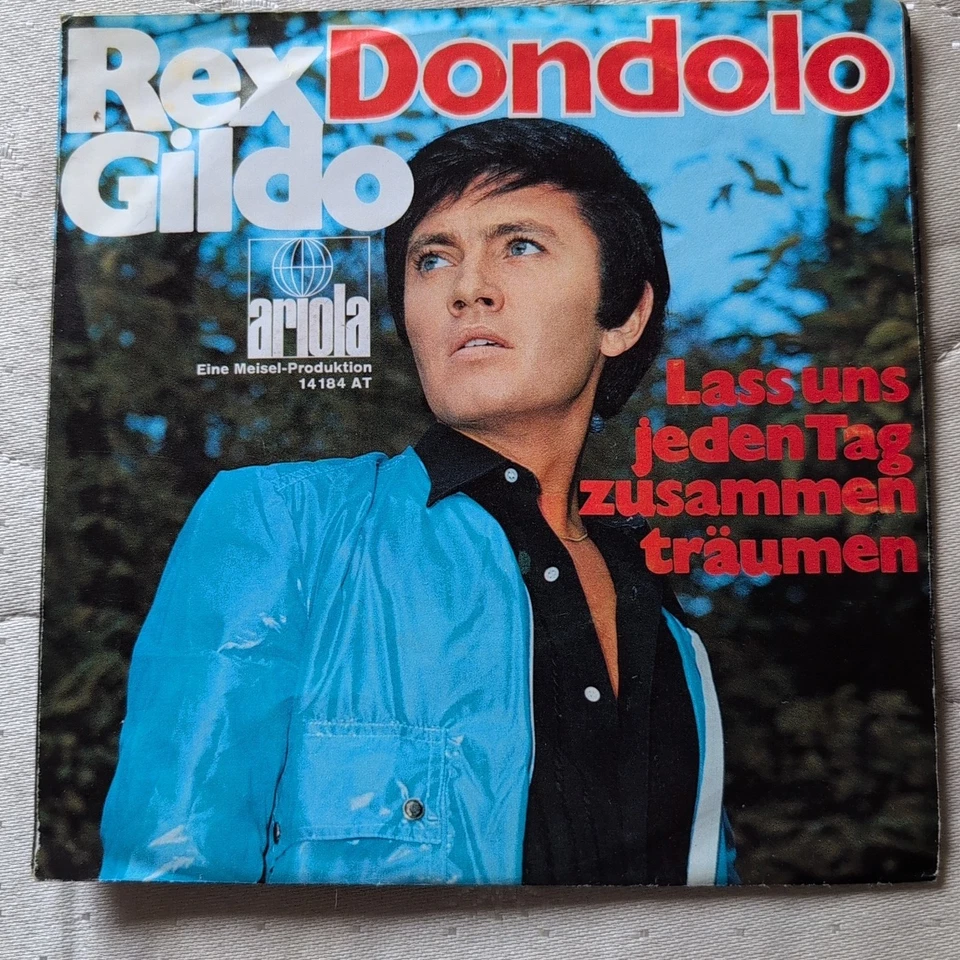 Rex
Gildo
Dondolo
ariola
Eine Meisel-Produktion
14184 AT
Lass uns
jeden Tag
zusammen
träumen